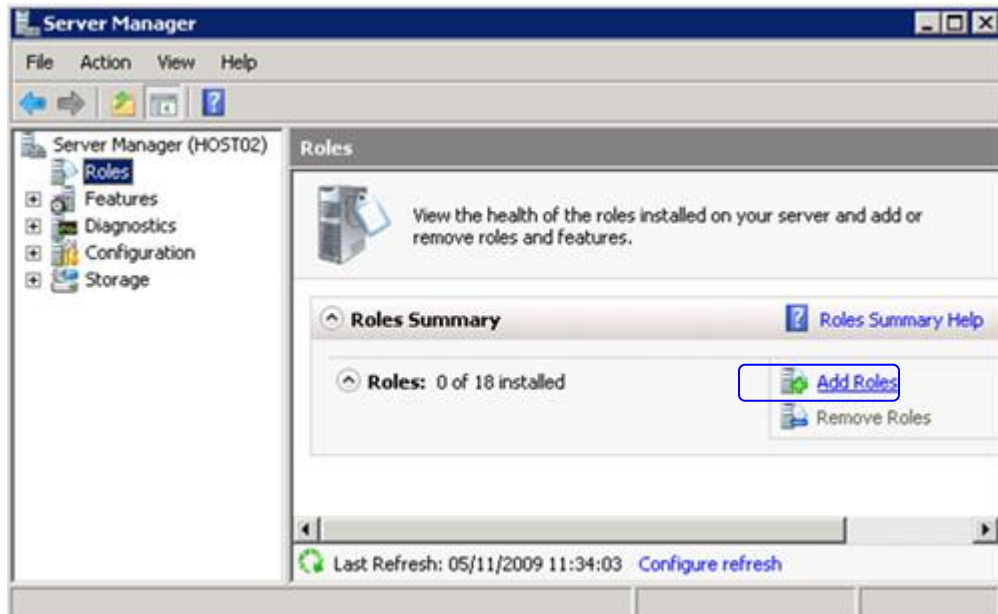 Server Manager
File Action View Help
Server Manager (HOST02)
Roles
Features
Diagnostics
Configuration
Storage
Roles
View the health of the roles installed on your server and add or
remove roles and features.
Roles Summary
Roles Summary Help
Roles: 0 of 18 installed
Add Roles
Remove Roles
Last Refresh: 05/11/2009 11:34:03 Configure refresh